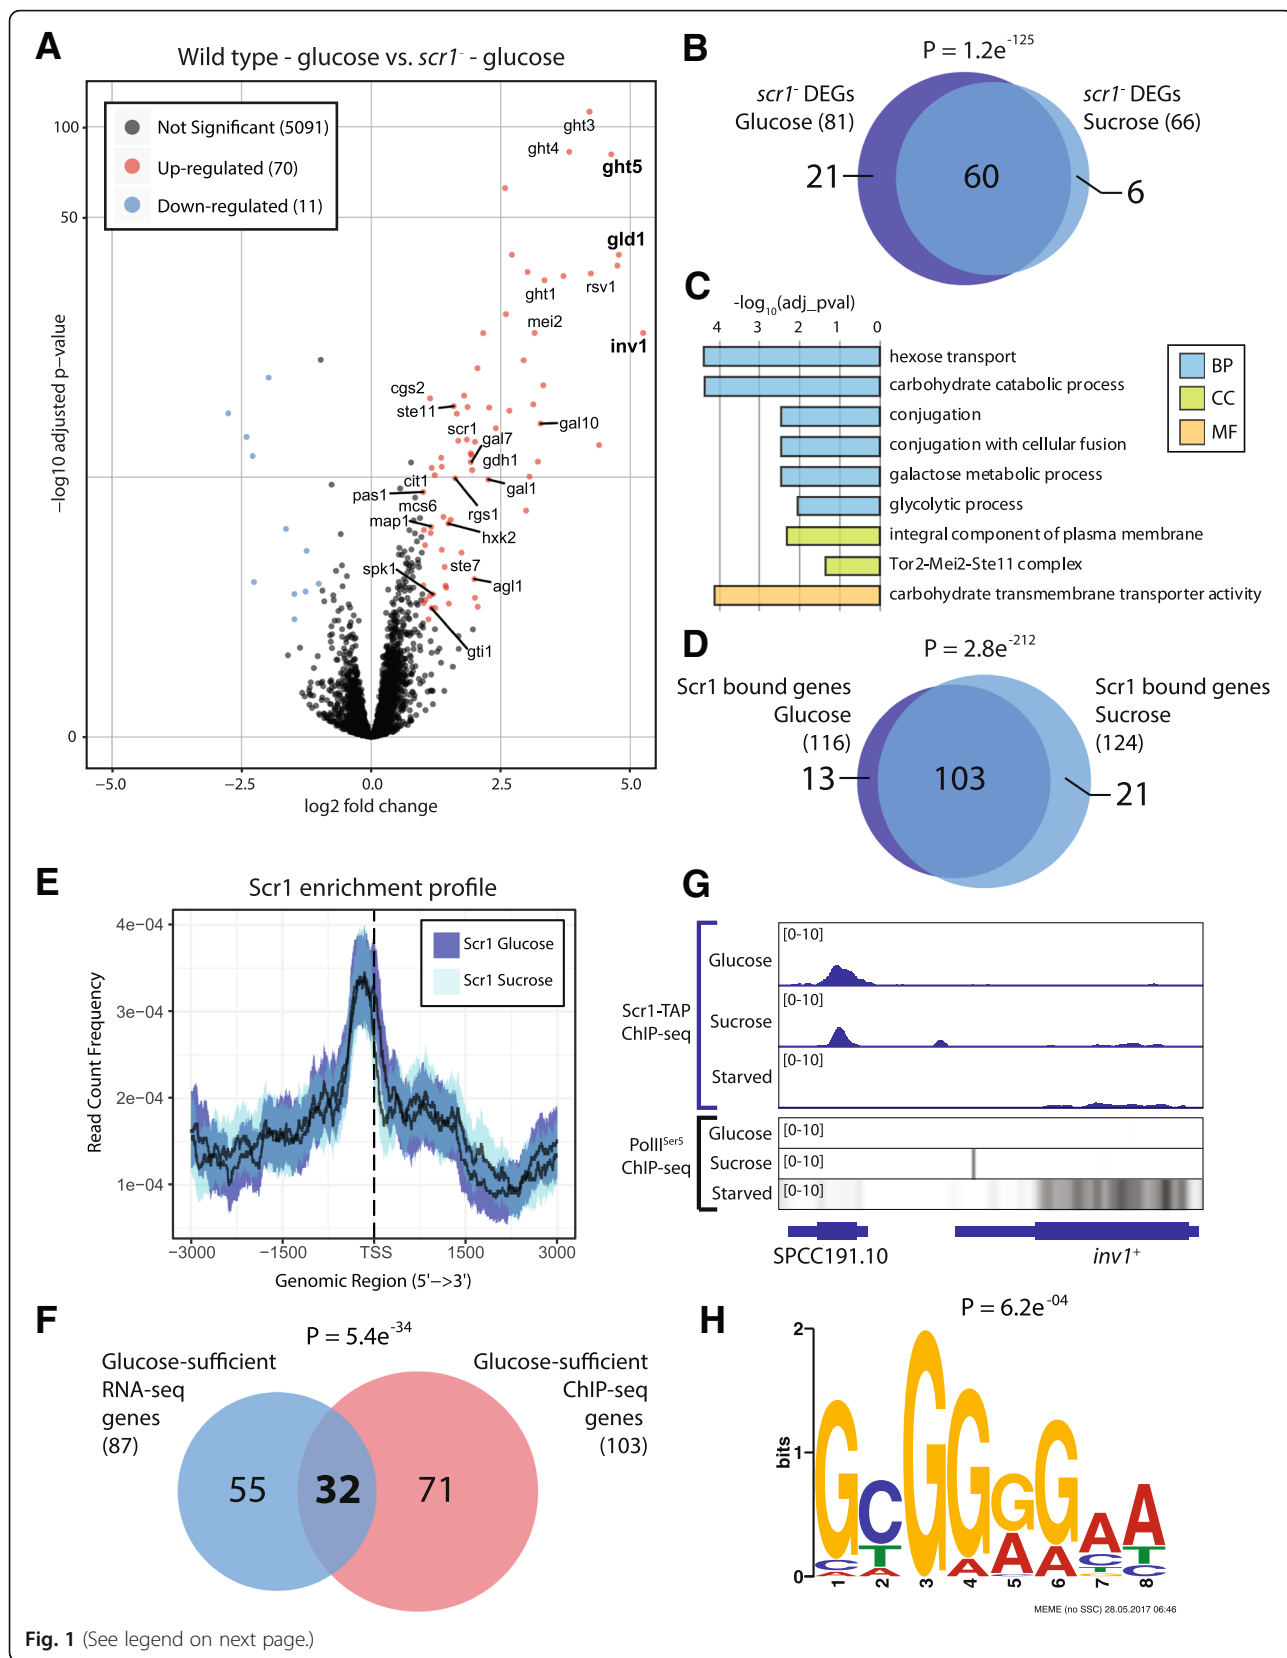 A
Wild type - glucose vs. scr1⁻ - glucose
Not Significant (5091)
Up-regulated (70)
Down-regulated (11)
−log10 adjusted p−value
100
50
0
ght3
ght4
ght5
gld1
rsv1
ght1
mei2
inv1
cgs2
ste11
gal10
scr1
gal7
gdh1
cit1
gal1
pas1
mcs6
rgs1
map1
hxk2
ste7
spk1
agl1
gti1
−5.0
−2.5
0.0
2.5
5.0
log2 fold change
B
P = 1.2e⁻¹²⁵
scr1⁻ DEGs
Glucose (81)
scr1⁻ DEGs
Sucrose (66)
21
60
6
C
-log₁₀(adj_pval)
4 3 2 1 0
hexose transport
carbohydrate catabolic process
conjugation
conjugation with cellular fusion
galactose metabolic process
glycolytic process
integral component of plasma membrane
Tor2-Mei2-Ste11 complex
carbohydrate transmembrane transporter activity
BP
CC
MF
D
P = 2.8e⁻²¹²
Scr1 bound genes
Glucose
(116)
Scr1 bound genes
Sucrose
(124)
13
103
21
E
Scr1 enrichment profile
Scr1 Glucose
Scr1 Sucrose
Read Count Frequency
4e−04
3e−04
2e−04
1e−04
−3000
−1500
TSS
1500
3000
Genomic Region (5'−>3')
G
Scr1-TAP
ChIP-seq
Glucose
[0-10]
Sucrose
[0-10]
Starved
[0-10]
PolIIˢᵉʳ⁵
ChIP-seq
Glucose
[0-10]
Sucrose
[0-10]
Starved
[0-10]
SPCC191.10
inv1⁺
F
P = 5.4e⁻³⁴
Glucose-sufficient
RNA-seq
genes
(87)
Glucose-sufficient
ChIP-seq
genes
(103)
55
32
71
H
P = 6.2e⁻⁰⁴
bits
2
1
0
G C G G G G A A
C T A A A C T
A A T C
1 2 3 4 5 6 7 8
MEME (no SSC) 28.05.2017 06:46
Fig. 1 (See legend on next page.)